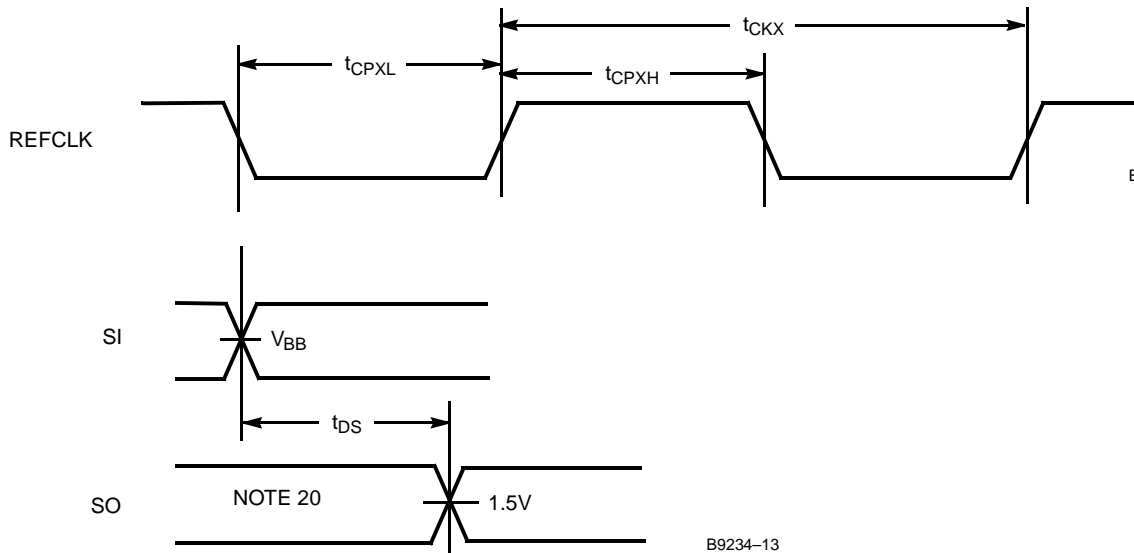 tCKX
tCPXL
tCPXH
REFCLK
SI
VBB
tDS
SO
NOTE 20
1.5V
B9234–13